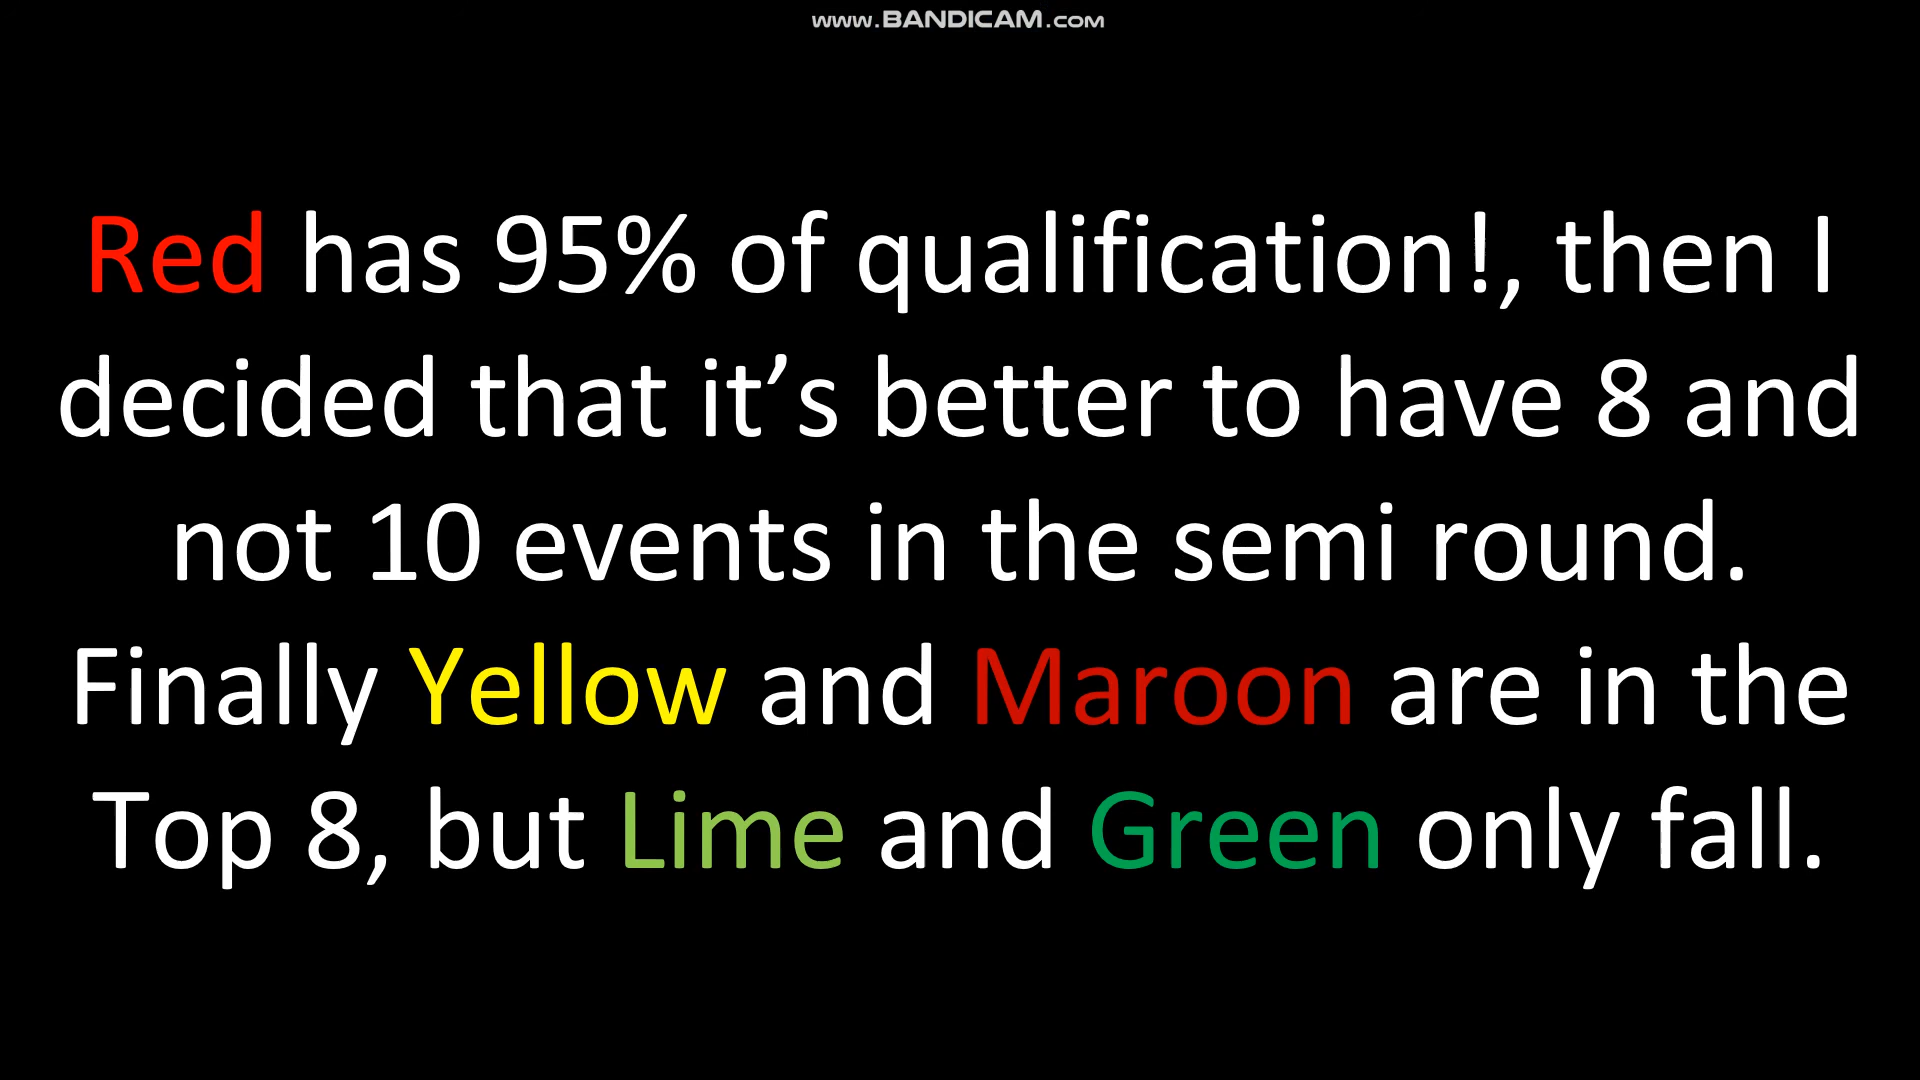 www.BANDICAM.com
Red has 95% of qualification!, then I
decided that it’s better to have 8 and
not 10 events in the semi round.
Finally Yellow and Maroon are in the
Top 8, but Lime and Green only fall.